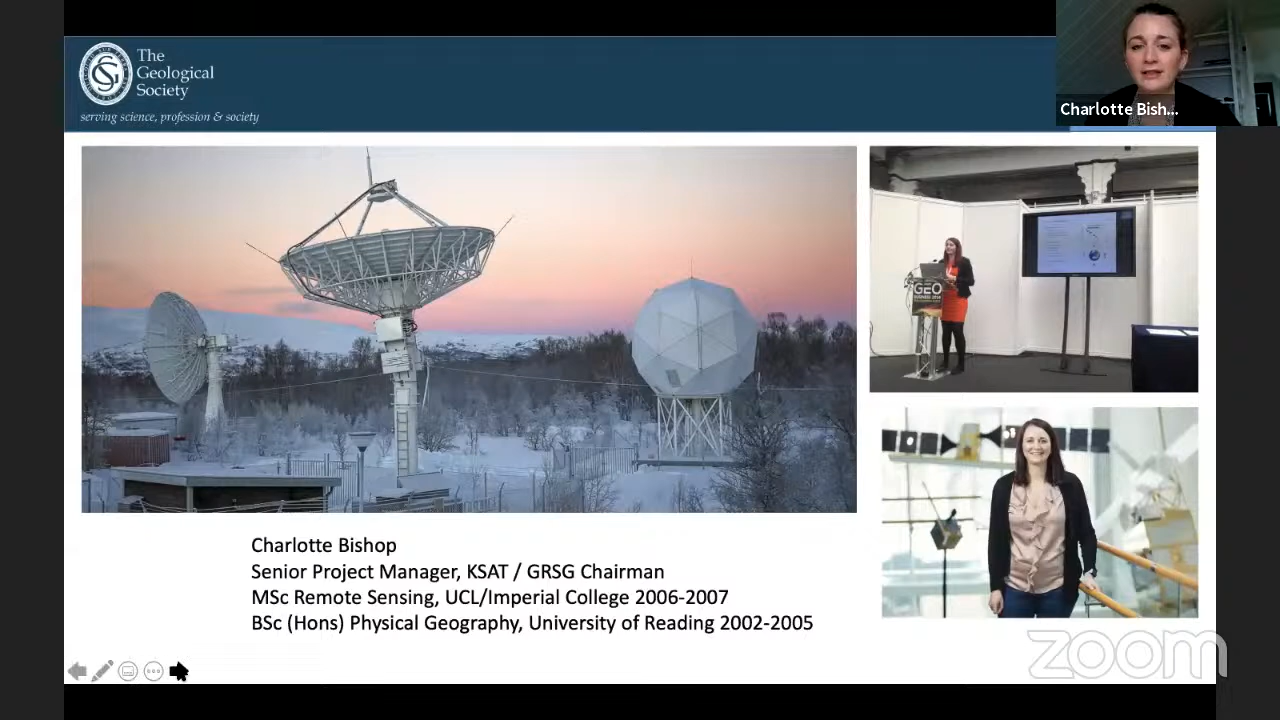 The
Geological
Society
serving science, profession & society
Charlotte Bish...
GEO
Charlotte Bishop
Senior Project Manager, KSAT / GRSG Chairman
MSc Remote Sensing, UCL/Imperial College 2006-2007
BSc (Hons) Physical Geography, University of Reading 2002-2005
zoom